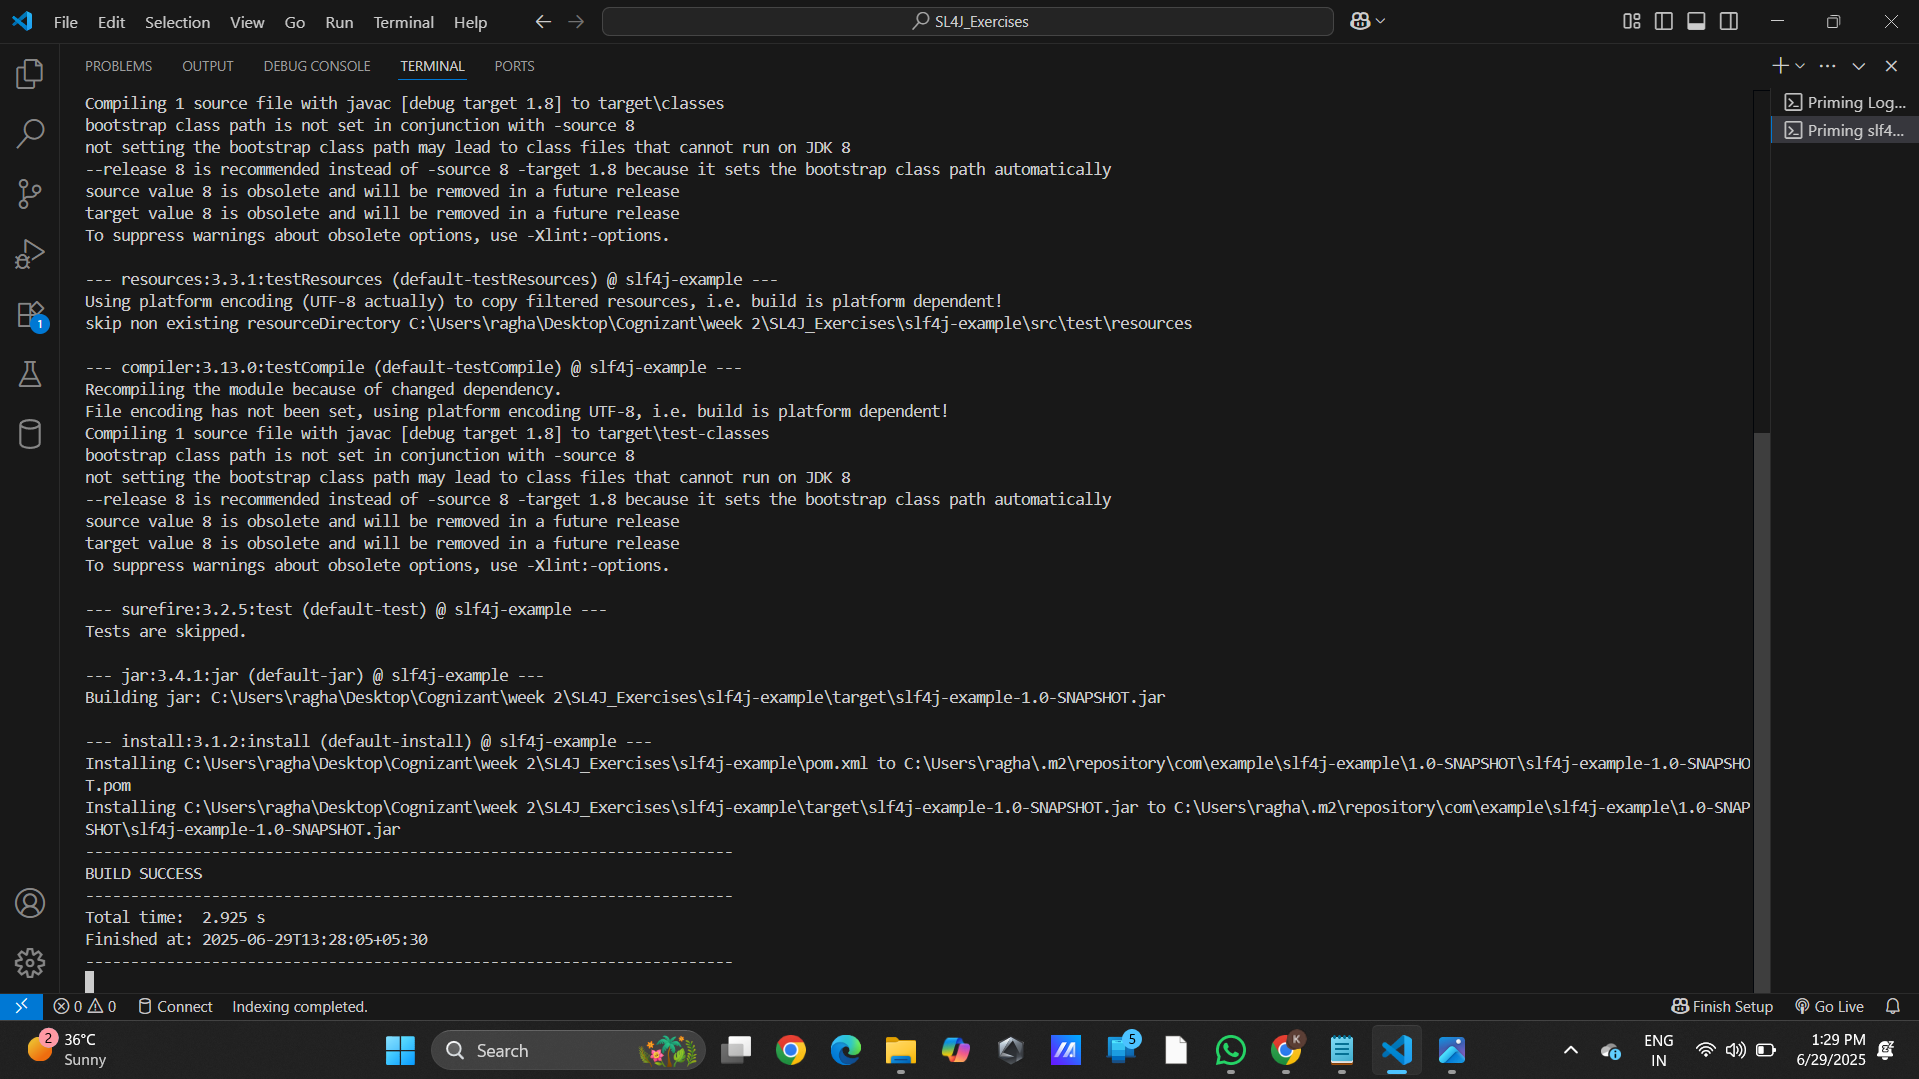 File Edit Selection View Go Run Terminal Help
SL4J_Exercises
PROBLEMS OUTPUT DEBUG CONSOLE TERMINAL PORTS
Priming Log...
Priming slf4...
Compiling 1 source file with javac [debug target 1.8] to target\classes
bootstrap class path is not set in conjunction with -source 8
not setting the bootstrap class path may lead to class files that cannot run on JDK 8
--release 8 is recommended instead of -source 8 -target 1.8 because it sets the bootstrap class path automatically
source value 8 is obsolete and will be removed in a future release
target value 8 is obsolete and will be removed in a future release
To suppress warnings about obsolete options, use -Xlint:-options.
--- resources:3.3.1:testResources (default-testResources) @ slf4j-example ---
Using platform encoding (UTF-8 actually) to copy filtered resources, i.e. build is platform dependent!
skip non existing resourceDirectory C:\Users\ragha\Desktop\Cognizant\week 2\SL4J_Exercises\slf4j-example\src\test\resources
--- compiler:3.13.0:testCompile (default-testCompile) @ slf4j-example ---
Recompiling the module because of changed dependency.
File encoding has not been set, using platform encoding UTF-8, i.e. build is platform dependent!
Compiling 1 source file with javac [debug target 1.8] to target\test-classes
bootstrap class path is not set in conjunction with -source 8
not setting the bootstrap class path may lead to class files that cannot run on JDK 8
--release 8 is recommended instead of -source 8 -target 1.8 because it sets the bootstrap class path automatically
source value 8 is obsolete and will be removed in a future release
target value 8 is obsolete and will be removed in a future release
To suppress warnings about obsolete options, use -Xlint:-options.
--- surefire:3.2.5:test (default-test) @ slf4j-example ---
Tests are skipped.
--- jar:3.4.1:jar (default-jar) @ slf4j-example ---
Building jar: C:\Users\ragha\Desktop\Cognizant\week 2\SL4J_Exercises\slf4j-example\target\slf4j-example-1.0-SNAPSHOT.jar
--- install:3.1.2:install (default-install) @ slf4j-example ---
Installing C:\Users\ragha\Desktop\Cognizant\week 2\SL4J_Exercises\slf4j-example\pom.xml to C:\Users\ragha\.m2\repository\com\example\slf4j-example\1.0-SNAPSHOT\slf4j-example-1.0-SNAPSHO
T.pom
Installing C:\Users\ragha\Desktop\Cognizant\week 2\SL4J_Exercises\slf4j-example\target\slf4j-example-1.0-SNAPSHOT.jar to C:\Users\ragha\.m2\repository\com\example\slf4j-example\1.0-SNAP
SHOT\slf4j-example-1.0-SNAPSHOT.jar
------------------------------------------------------------------------
BUILD SUCCESS
------------------------------------------------------------------------
Total time:  2.925 s
Finished at: 2025-06-29T13:28:05+05:30
------------------------------------------------------------------------
1
0 0 Connect Indexing completed. Finish Setup Go Live
2
36°C
Sunny
Search
5
K
ENG
IN
1:29 PM
6/29/2025